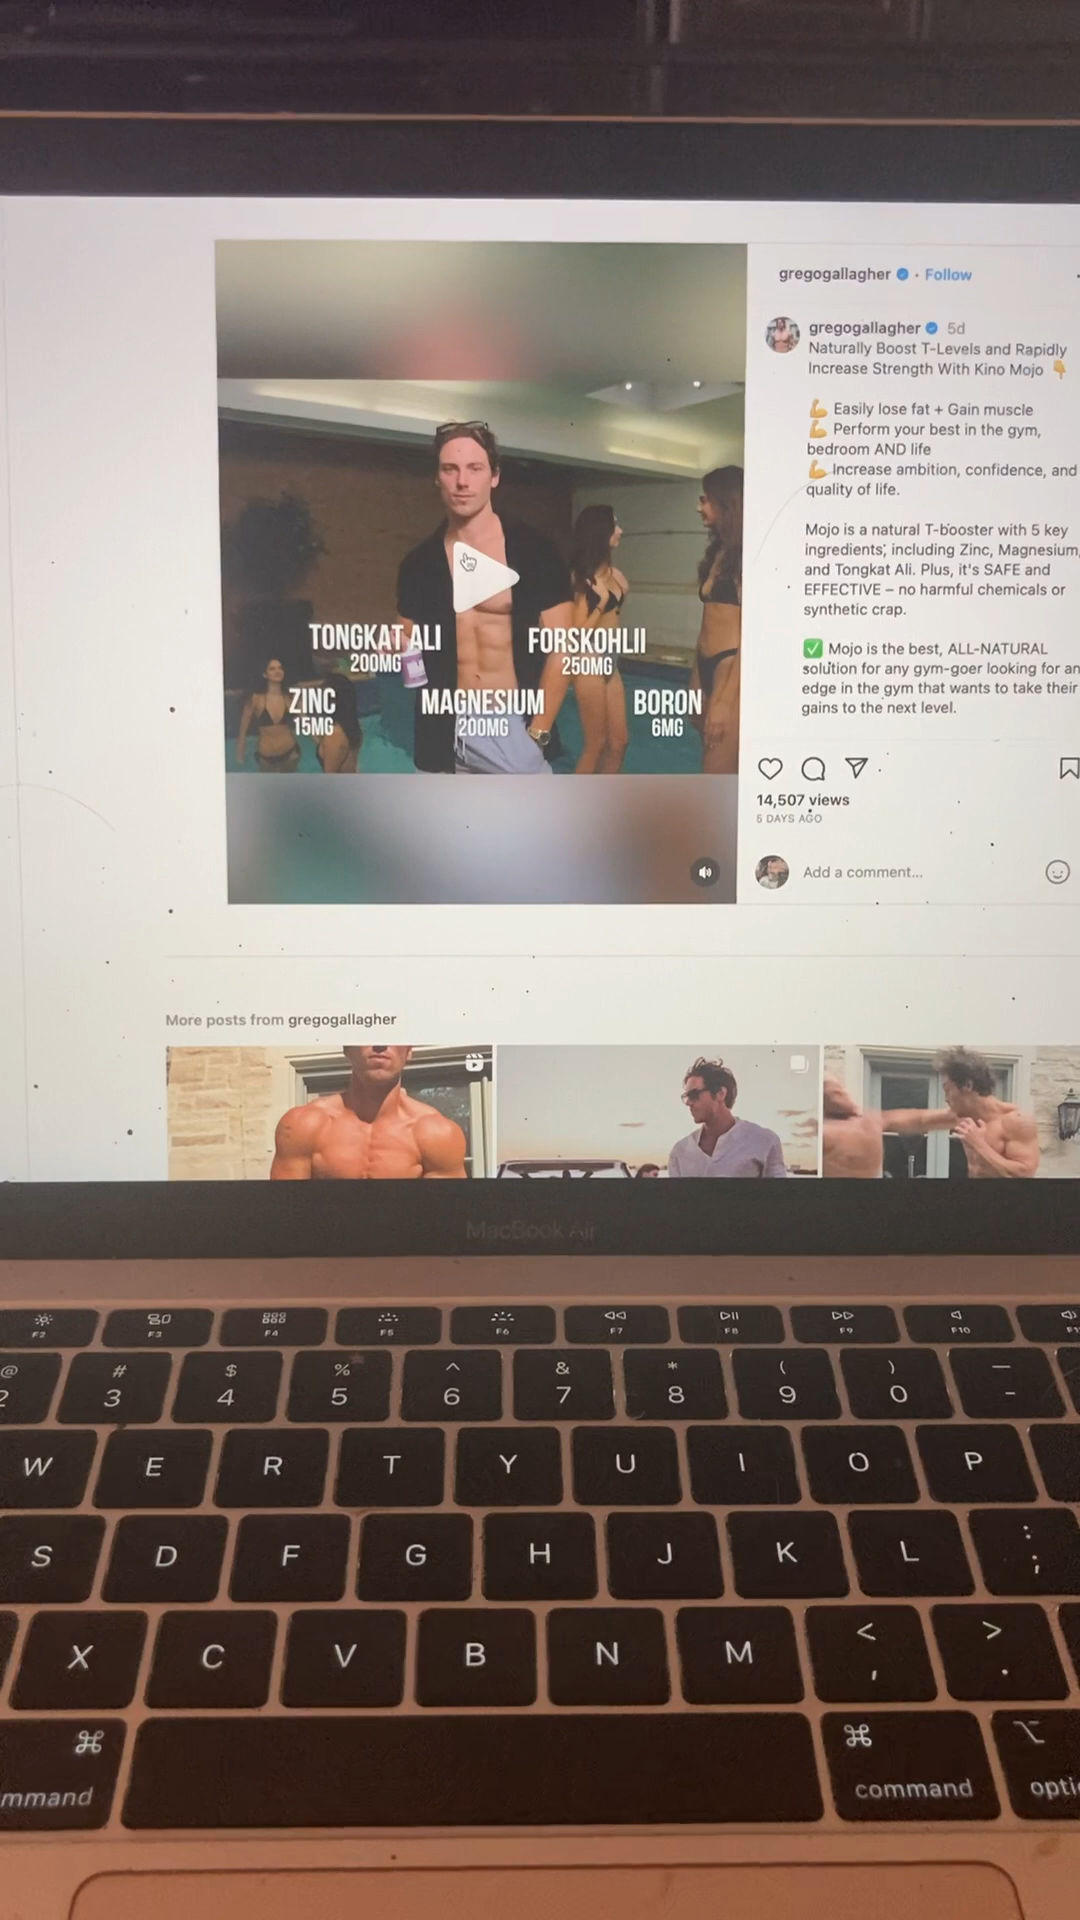 gregogallagher • Follow
gregogallagher 5d
Naturally Boost T-Levels and Rapidly
Increase Strength With Kino Mojo 👇
💪 Easily lose fat + Gain muscle
💪 Perform your best in the gym,
bedroom AND life
💪 Increase ambition, confidence, and
quality of life.
Mojo is a natural T-booster with 5 key
ingredients, including Zinc, Magnesium,
and Tongkat Ali. Plus, it's SAFE and
EFFECTIVE – no harmful chemicals or
synthetic crap.
✅ Mojo is the best, ALL-NATURAL
solution for any gym-goer looking for an
edge in the gym that wants to take their
gains to the next level.
14,507 views
5 DAYS AGO
Add a comment...
TONGKAT ALI
200MG
FORSKOHLII
250MG
ZINC
15MG
MAGNESIUM
200MG
BORON
6MG
More posts from gregogallagher
MacBook Air
F2 F3 F4 F5 F6 F7 F8 F9 F10
@ # $ % ^ & * ( ) —
2 3 4 5 6 7 8 9 0 -
W E R T Y U I O P
S D F G H J K L : ;
X C V B N M < , > .
⌘ ⌘ ⌥
command